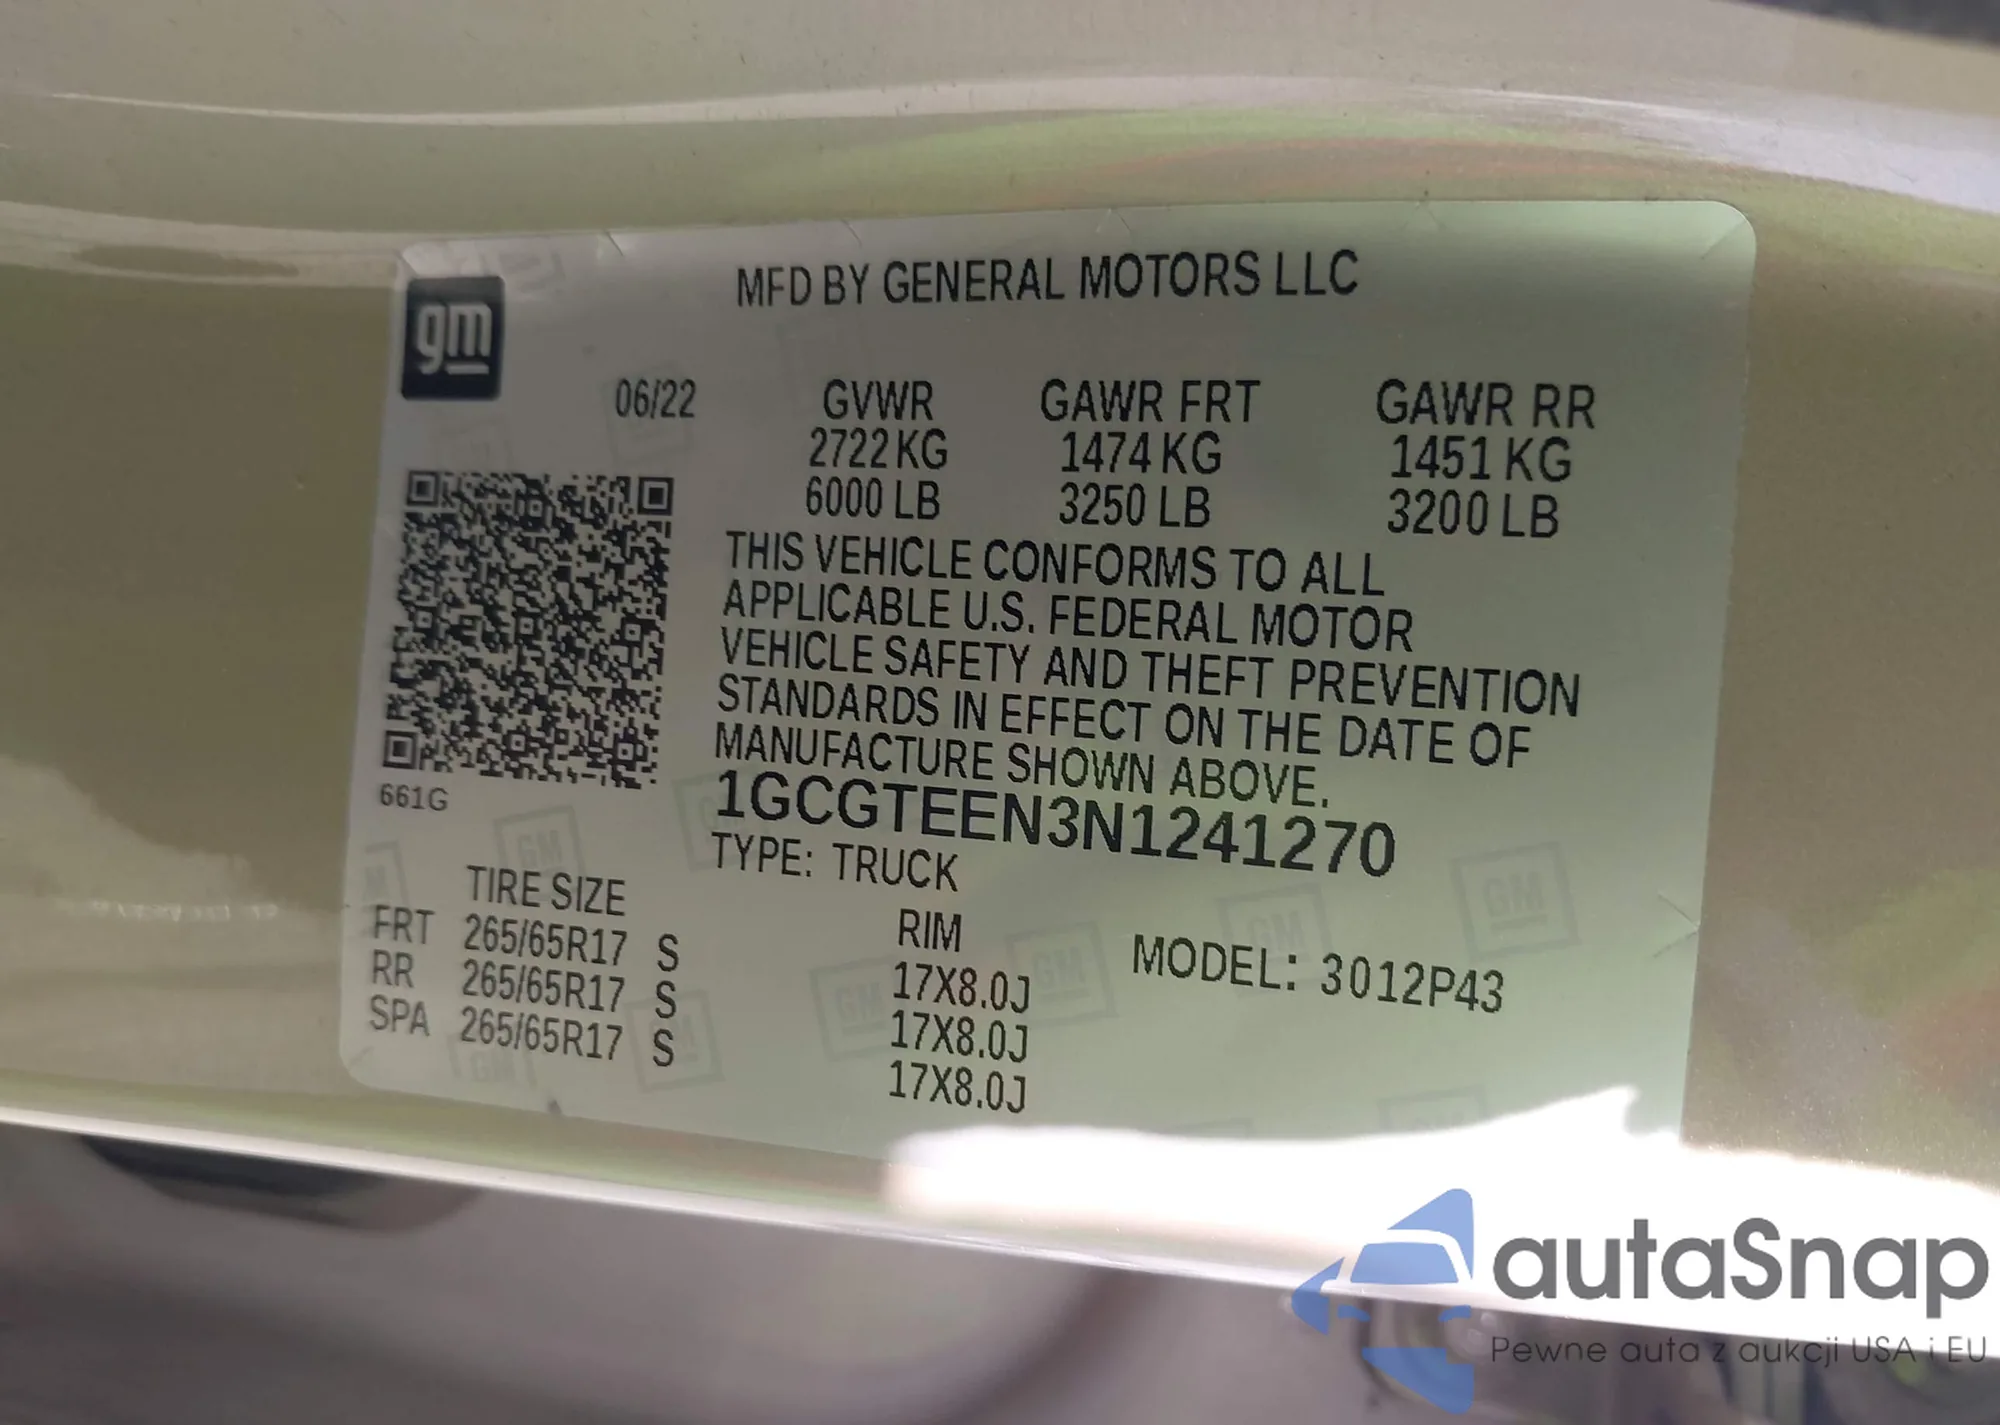 gm
MFD BY GENERAL MOTORS LLC
06/22 GVWR GAWR FRT GAWR RR
2722 KG 1474 KG 1451 KG
6000 LB 3250 LB 3200 LB
THIS VEHICLE CONFORMS TO ALL
APPLICABLE U.S. FEDERAL MOTOR
VEHICLE SAFETY AND THEFT PREVENTION
STANDARDS IN EFFECT ON THE DATE OF
MANUFACTURE SHOWN ABOVE.
661G
1GCGTEEN3N1241270
TYPE: TRUCK
TIRE SIZE RIM MODEL: 3012P43
FRT 265/65R17 S 17X8.0J
RR 265/65R17 S 17X8.0J
SPA 265/65R17 S 17X8.0J
autaSnap
Pewne auta z aukcji USA i EU